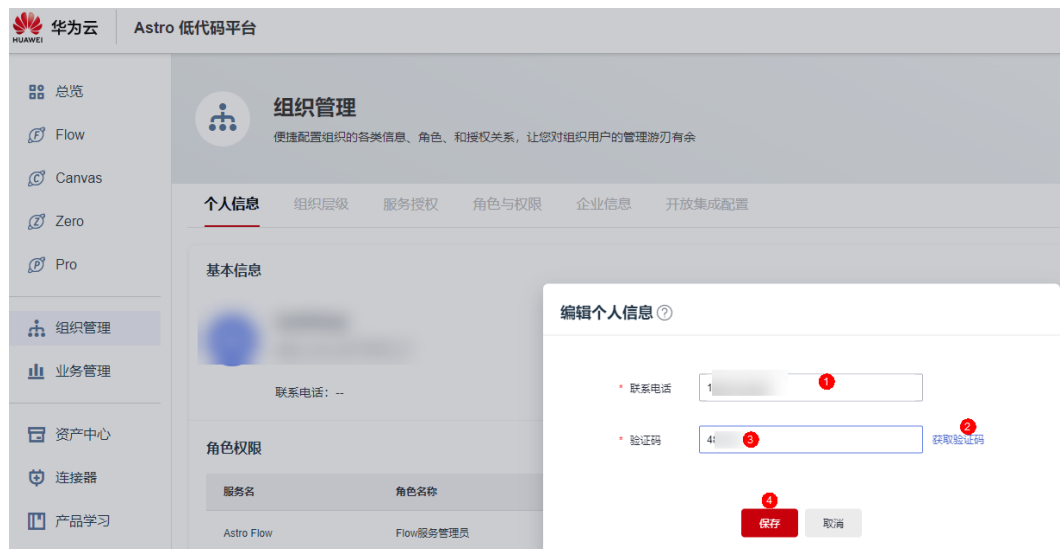 HUAWEI
华为云
Astro 低代码平台
总览
Flow
Canvas
Zero
Pro
组织管理
业务管理
资产中心
连接器
产品学习
组织管理
便捷配置组织的各类信息、角色、和授权关系，让您对组织用户的管理游刃有余
个人信息 组织层级 服务授权 角色与权限 企业信息 开放集成配置
基本信息
联系电话： --
角色权限
服务名 角色名称
Astro Flow Flow服务管理员
编辑个人信息 ?
* 联系电话 1 1
2
* 验证码 4 3 获取验证码
4
保存 取消